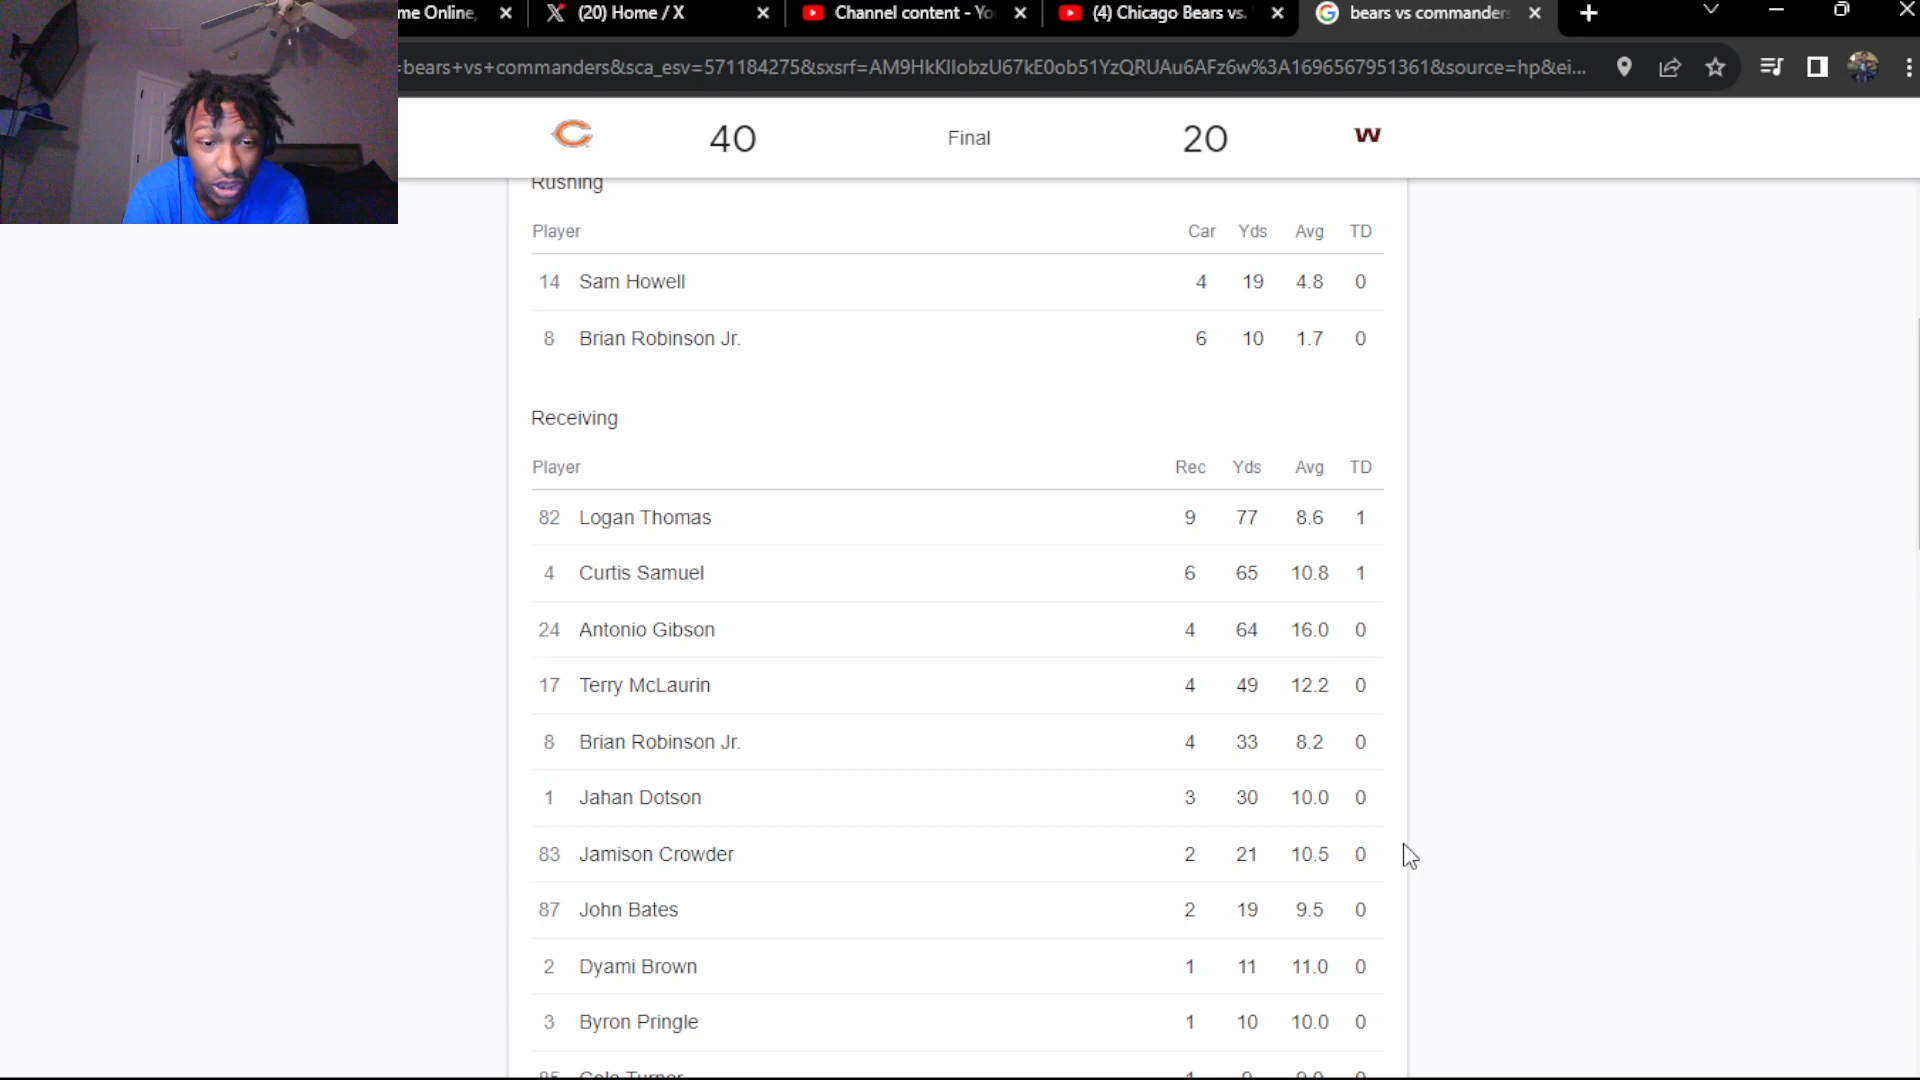 me Online,
(20) Home / X
Channel content - Yo
(4) Chicago Bears vs.
bears vs commander
=bears+vs+commanders&sca_esv=571184275&sxsrf=AM9HkKllobzU67kE0ob51YzQRUAu6AFz6w%3A1696567951361&source=hp&ei...
40 Final 20 W
Rushing
Player Car Yds Avg TD
14 Sam Howell 4 19 4.8 0
8 Brian Robinson Jr. 6 10 1.7 0
Receiving
Player Rec Yds Avg TD
82 Logan Thomas 9 77 8.6 1
4 Curtis Samuel 6 65 10.8 1
24 Antonio Gibson 4 64 16.0 0
17 Terry McLaurin 4 49 12.2 0
8 Brian Robinson Jr. 4 33 8.2 0
1 Jahan Dotson 3 30 10.0 0
83 Jamison Crowder 2 21 10.5 0
87 John Bates 2 19 9.5 0
2 Dyami Brown 1 11 11.0 0
3 Byron Pringle 1 10 10.0 0